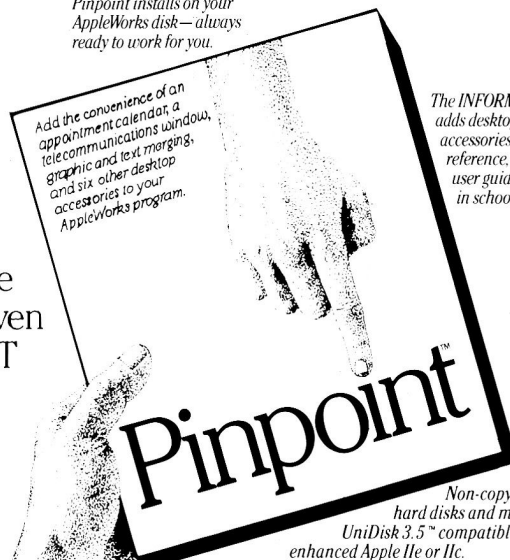 Pinpoint installs on your
AppleWorks disk — always
ready to work for you.
Add the convenience of an
appointment calendar, a
telecommunications window,
graphic and text merging,
and six other desktop
accessories to your
AppleWorks program.
The INFORM
adds deskto
accessories
reference,
user guid
in schoo
e
ven
T
Pinpoint™
Non-copy
hard disks and m
UniDisk 3.5™ compatibl
enhanced Apple IIe or IIc.